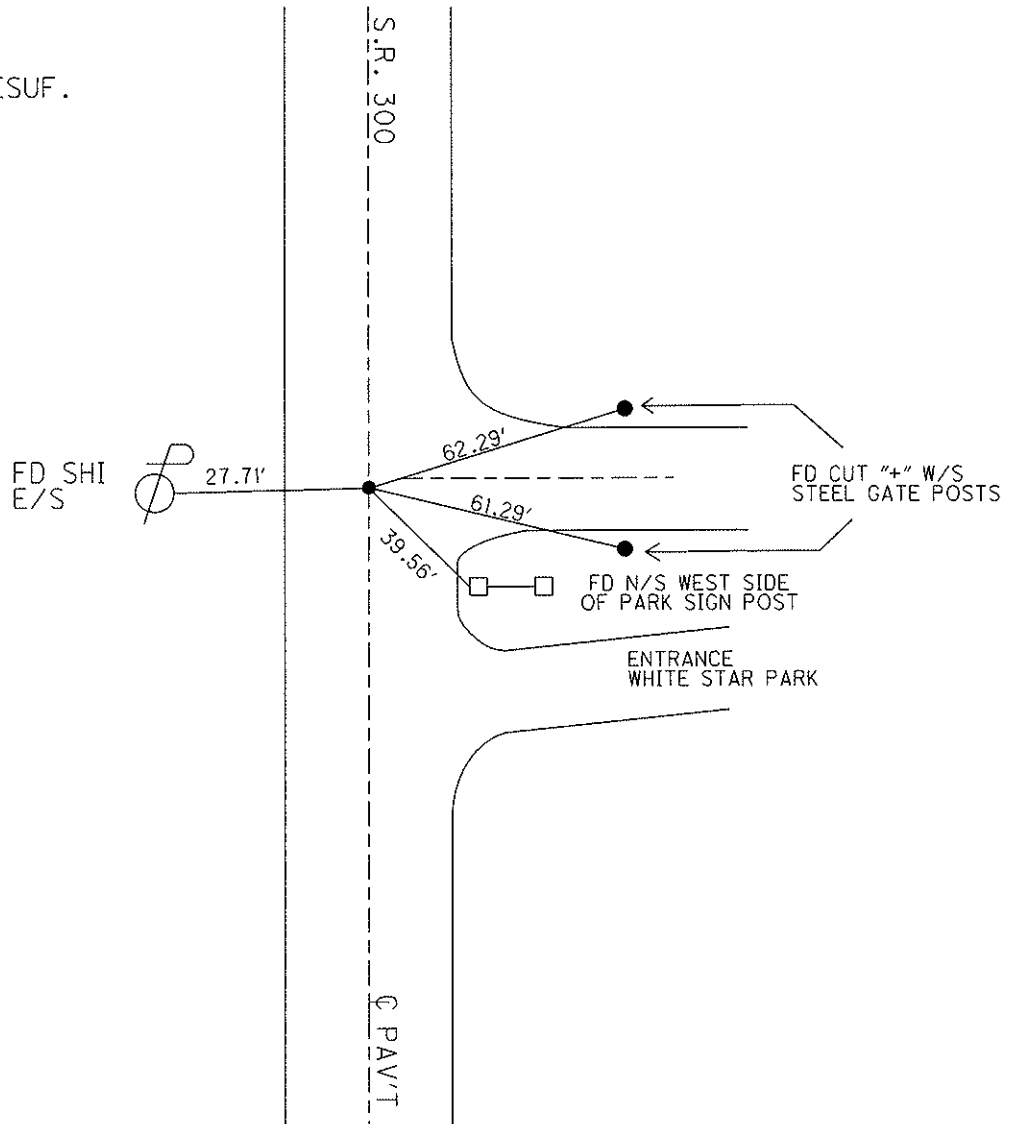 S.R. 300
ISUF.
62.29'
FD SHI
E/S
27.71'
61.29'
FD CUT "+" W/S
STEEL GATE POSTS
39.56'
FD N/S WEST SIDE
OF PARK SIGN POST
ENTRANCE
WHITE STAR PARK
℄ PAV'T